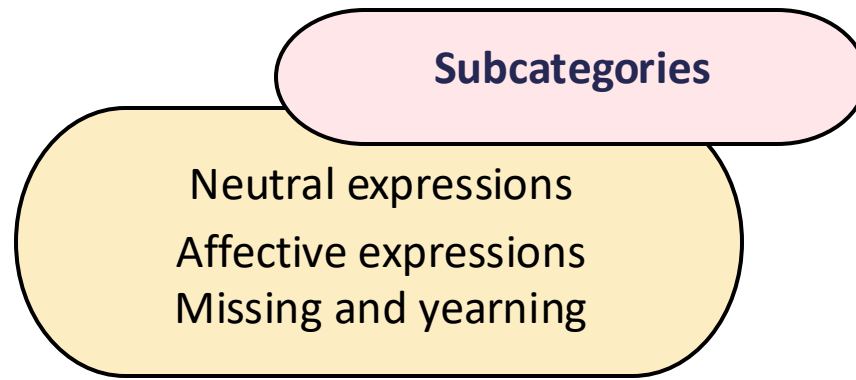 Subcategories
Neutral expressions
Affective expressions
Missing and yearning